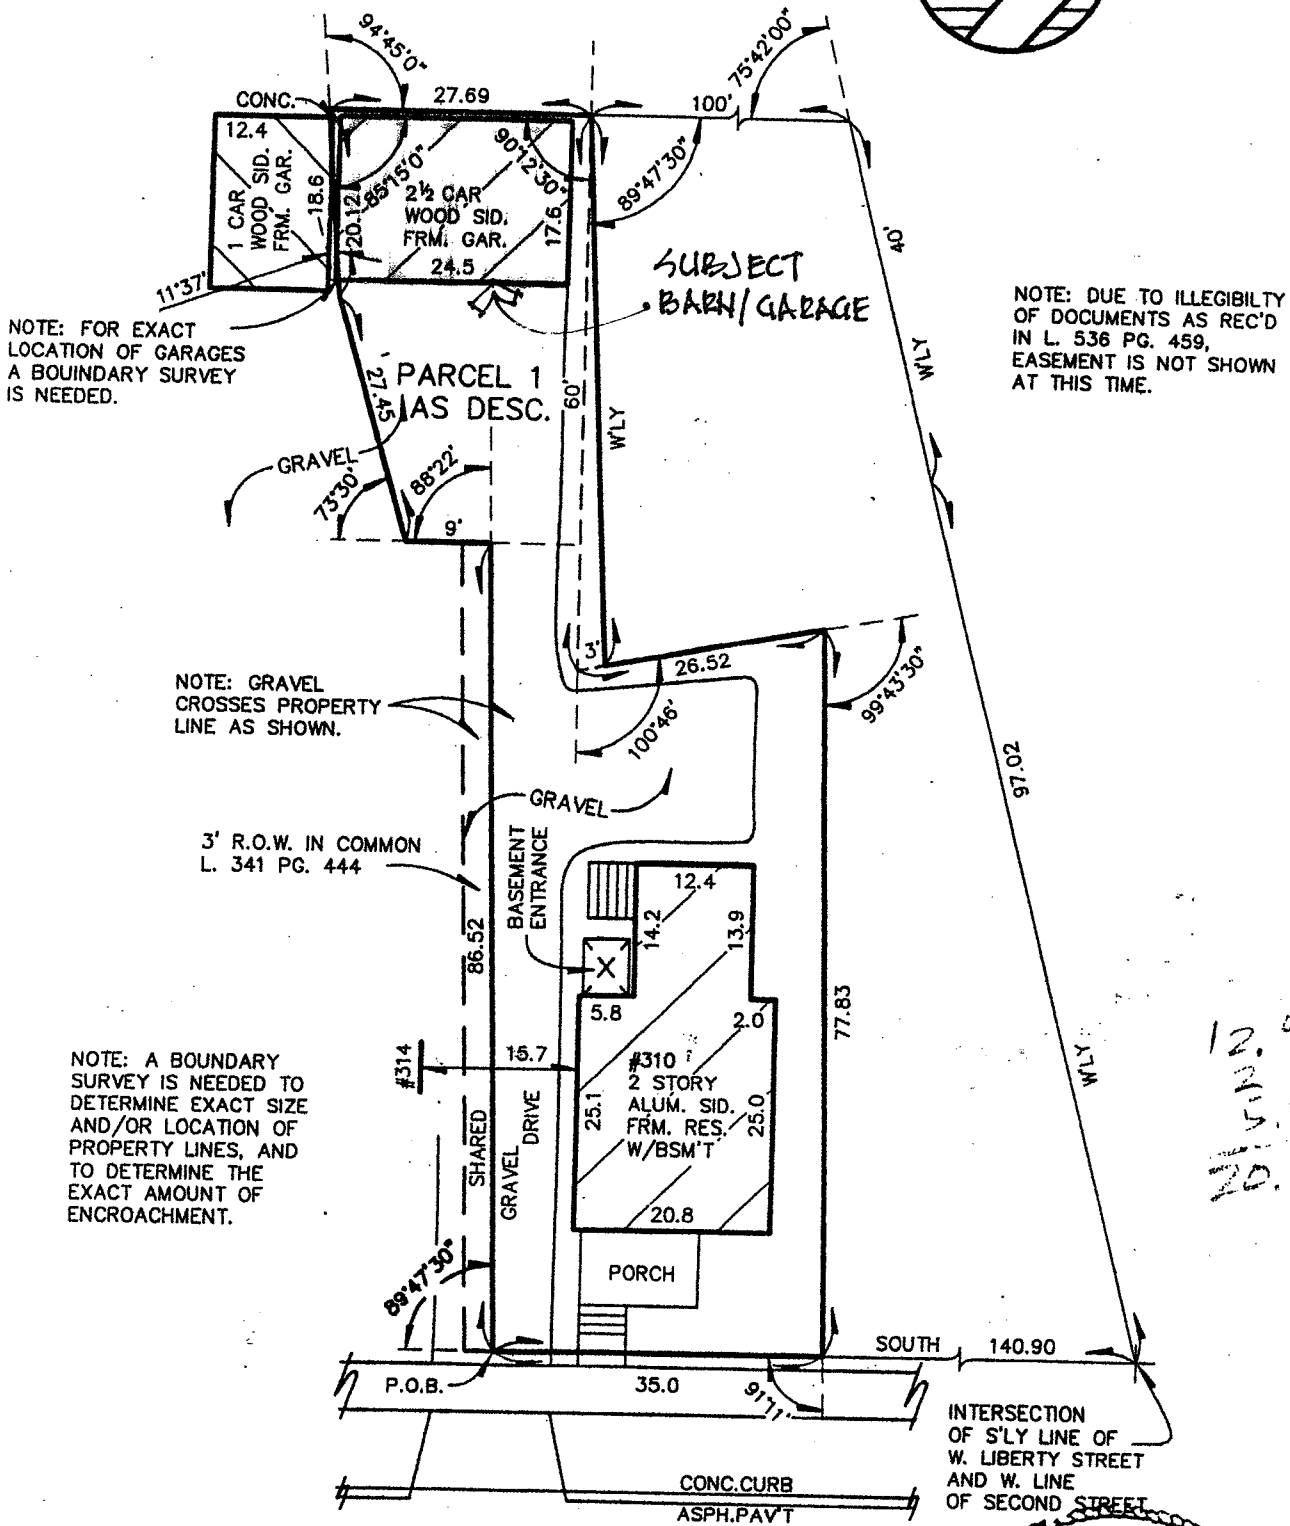 94°45'0"
75°42'00"
CONC.
27.69
100'
12.4
1 CAR
WOOD SID.
FRM. GAR.
18.6
20.12
85°15'0"
90°12'30"
89°47'30"
2½ CAR
WOOD SID.
FRM. GAR.
17.6
24.5
11°37'
40'
W'LY
SUBJECT
BARN/GARAGE
NOTE: FOR EXACT
LOCATION OF GARAGES
A BOUINDARY SURVEY
IS NEEDED.
NOTE: DUE TO ILLEGIBILTY
OF DOCUMENTS AS REC'D
IN L. 536 PG. 459,
EASEMENT IS NOT SHOWN
AT THIS TIME.
27.45
PARCEL 1
AS DESC.
60'
W'LY
GRAVEL
73°30'
88°22'
9'
3'
26.52
100°46'
99°43'30"
NOTE: GRAVEL
CROSSES PROPERTY
LINE AS SHOWN.
GRAVEL
97.02
3' R.O.W. IN COMMON
L. 341 PG. 444
BASEMENT
ENTRANCE
12.4
14.2
13.9
86.52
X
5.8
2.0
77.83
#314
15.7
#310
2 STORY
ALUM. SID.
FRM. RES.
W/BSM'T
25.1
25.0
20.8
W'LY
NOTE: A BOUNDARY
SURVEY IS NEEDED TO
DETERMINE EXACT SIZE
AND/OR LOCATION OF
PROPERTY LINES, AND
TO DETERMINE THE
EXACT AMOUNT OF
ENCROACHMENT.
SHARED
GRAVEL
DRIVE
PORCH
89°47'30"
P.O.B.
35.0
91°11'
SOUTH
140.90
INTERSECTION
OF S'LY LINE OF
W. LIBERTY STREET
AND W. LINE
OF SECOND STREET
CONC.CURB
ASPH.PAV'T